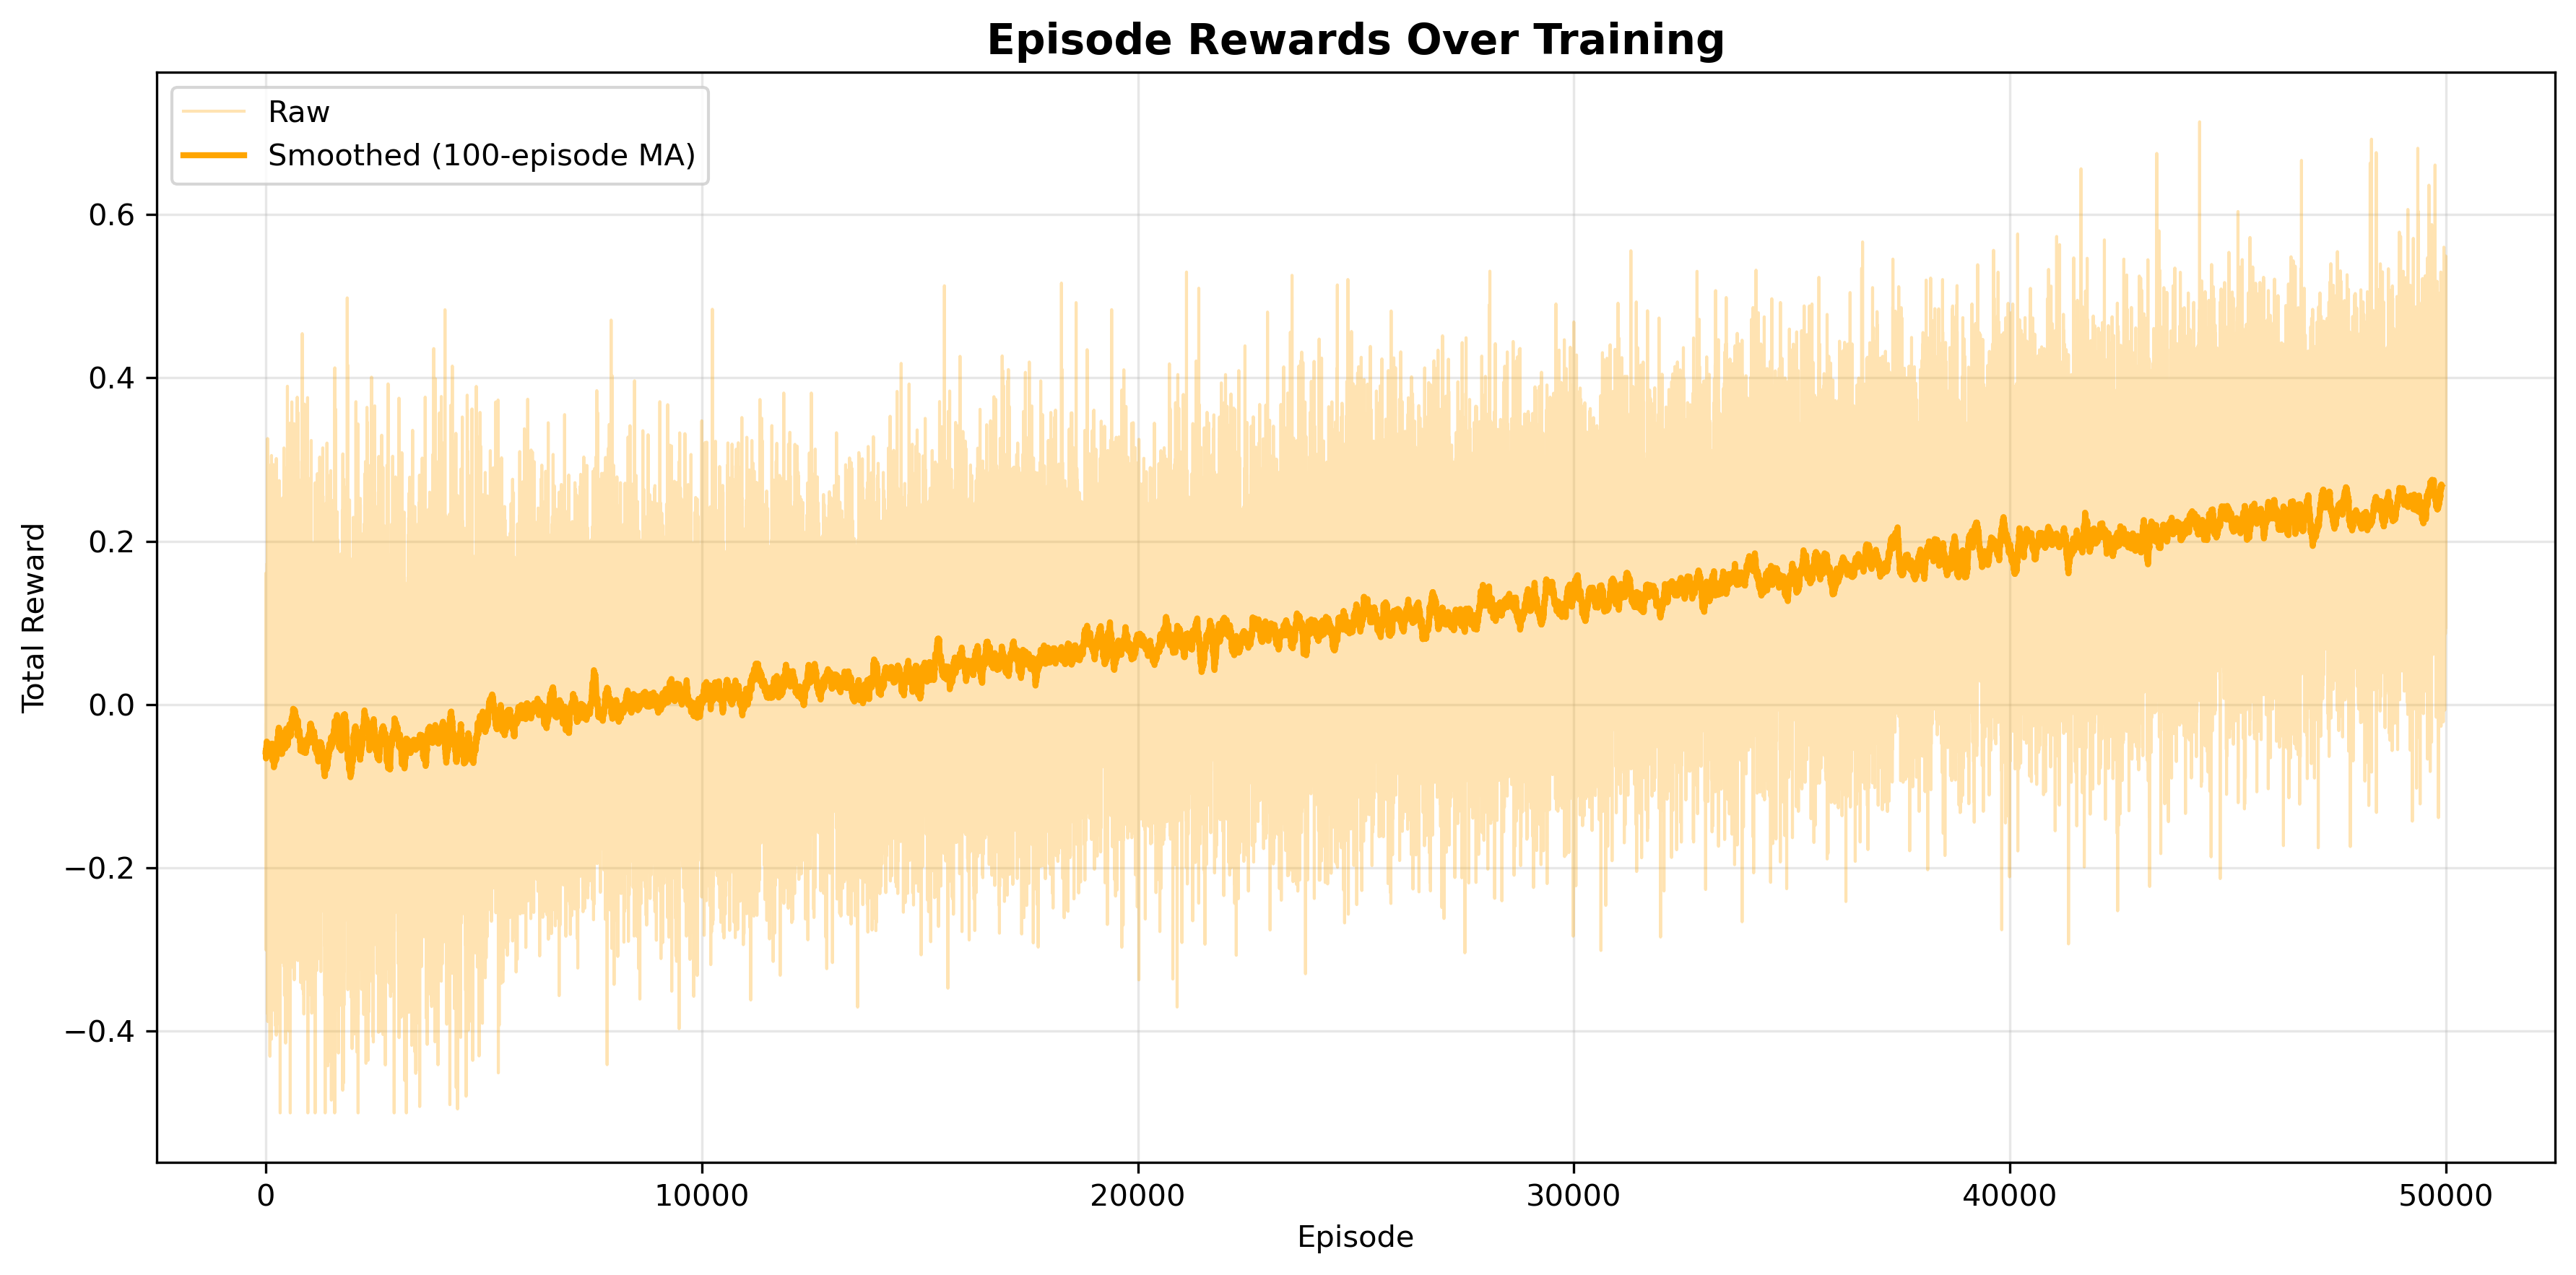 Episode Rewards Over Training
Raw
Smoothed (100-episode MA)
Total Reward
0.6
0.4
0.2
0.0
−0.2
−0.4
0 10000 20000 30000 40000 50000
Episode